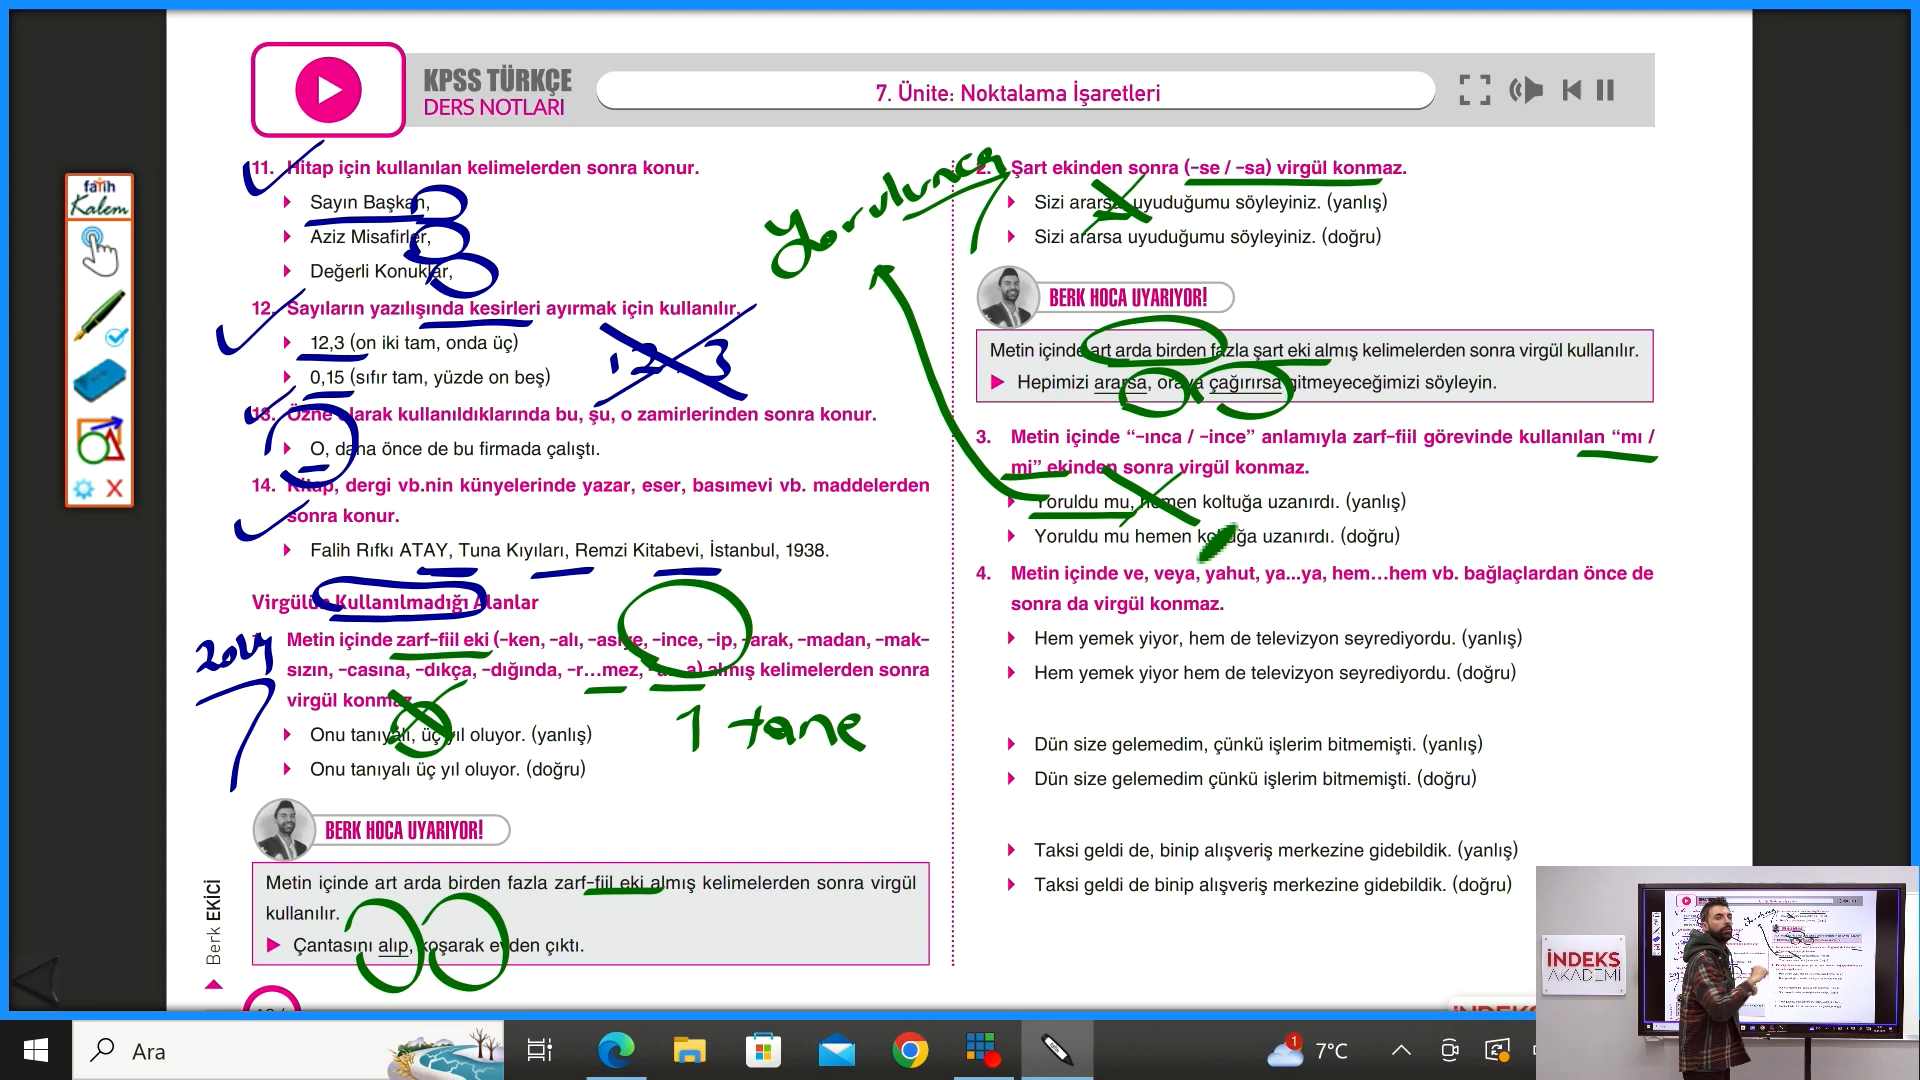 KPSS TÜRKÇE
DERS NOTLARI
7. Ünite: Noktalama İşaretleri
fatih
Kalem
11. Hitap için kullanılan kelimelerden sonra konur.
Sayın Başkan,
Aziz Misafirler,
Değerli Konuklar,
12. Sayıların yazılışında kesirleri ayırmak için kullanılır.
12,3 (on iki tam, onda üç)
12.3
0,15 (sıfır tam, yüzde on beş)
13. Özne olarak kullanıldıklarında bu, şu, o zamirlerinden sonra konur.
O, daha önce de bu firmada çalıştı.
14. Kitap, dergi vb.nin künyelerinde yazar, eser, basımevi vb. maddelerden
sonra konur.
Falih Rıfkı ATAY, Tuna Kıyıları, Remzi Kitabevi, İstanbul, 1938.
Virgülün Kullanılmadığı Alanlar
Metin içinde zarf-fiil eki (-ken, -alı, -asıye, -ince, -ip, -arak, -madan, -mak-
sızın, -casına, -dıkça, -dığında, -r...mez, almış kelimelerden sonra
virgül konmaz.
Onu tanıyalı, üç yıl oluyor. (yanlış)
Onu tanıyalı üç yıl oluyor. (doğru)
1 tane
BERK HOCA UYARIYOR!
Metin içinde art arda birden fazla zarf-fiil eki almış kelimelerden sonra virgül
kullanılır.
Çantasını alıp, koşarak evden çıktı.
Berk EKİCİ
yorulunca
2. Şart ekinden sonra (-se / -sa) virgül konmaz.
Sizi ararsa, uyuduğumu söyleyiniz. (yanlış)
Sizi ararsa uyuduğumu söyleyiniz. (doğru)
BERK HOCA UYARIYOR!
Metin içinde art arda birden fazla şart eki almış kelimelerden sonra virgül kullanılır.
Hepimizi ararsa, oraya çağırırsa gitmeyeceğimizi söyleyin.
3. Metin içinde “-ınca / -ince” anlamıyla zarf-fiil görevinde kullanılan “mı /
mi” ekinden sonra virgül konmaz.
Yoruldu mu, hemen koltuğa uzanırdı. (yanlış)
Yoruldu mu hemen koltuğa uzanırdı. (doğru)
4. Metin içinde ve, veya, yahut, ya...ya, hem...hem vb. bağlaçlardan önce de
sonra da virgül konmaz.
Hem yemek yiyor, hem de televizyon seyrediyordu. (yanlış)
Hem yemek yiyor hem de televizyon seyrediyordu. (doğru)
Dün size gelemedim, çünkü işlerim bitmemişti. (yanlış)
Dün size gelemedim çünkü işlerim bitmemişti. (doğru)
Taksi geldi de, binip alışveriş merkezine gidebildik. (yanlış)
Taksi geldi de binip alışveriş merkezine gidebildik. (doğru)
İNDEKS
AKADEMİ
Ara
1
7°C